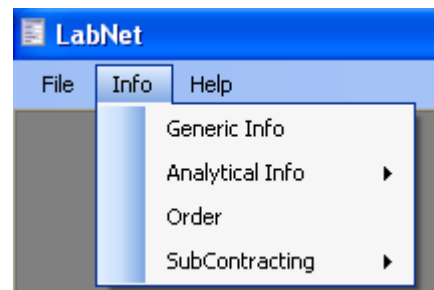 LabNet
File Info Help
Generic Info
Analytical Info
Order
SubContracting